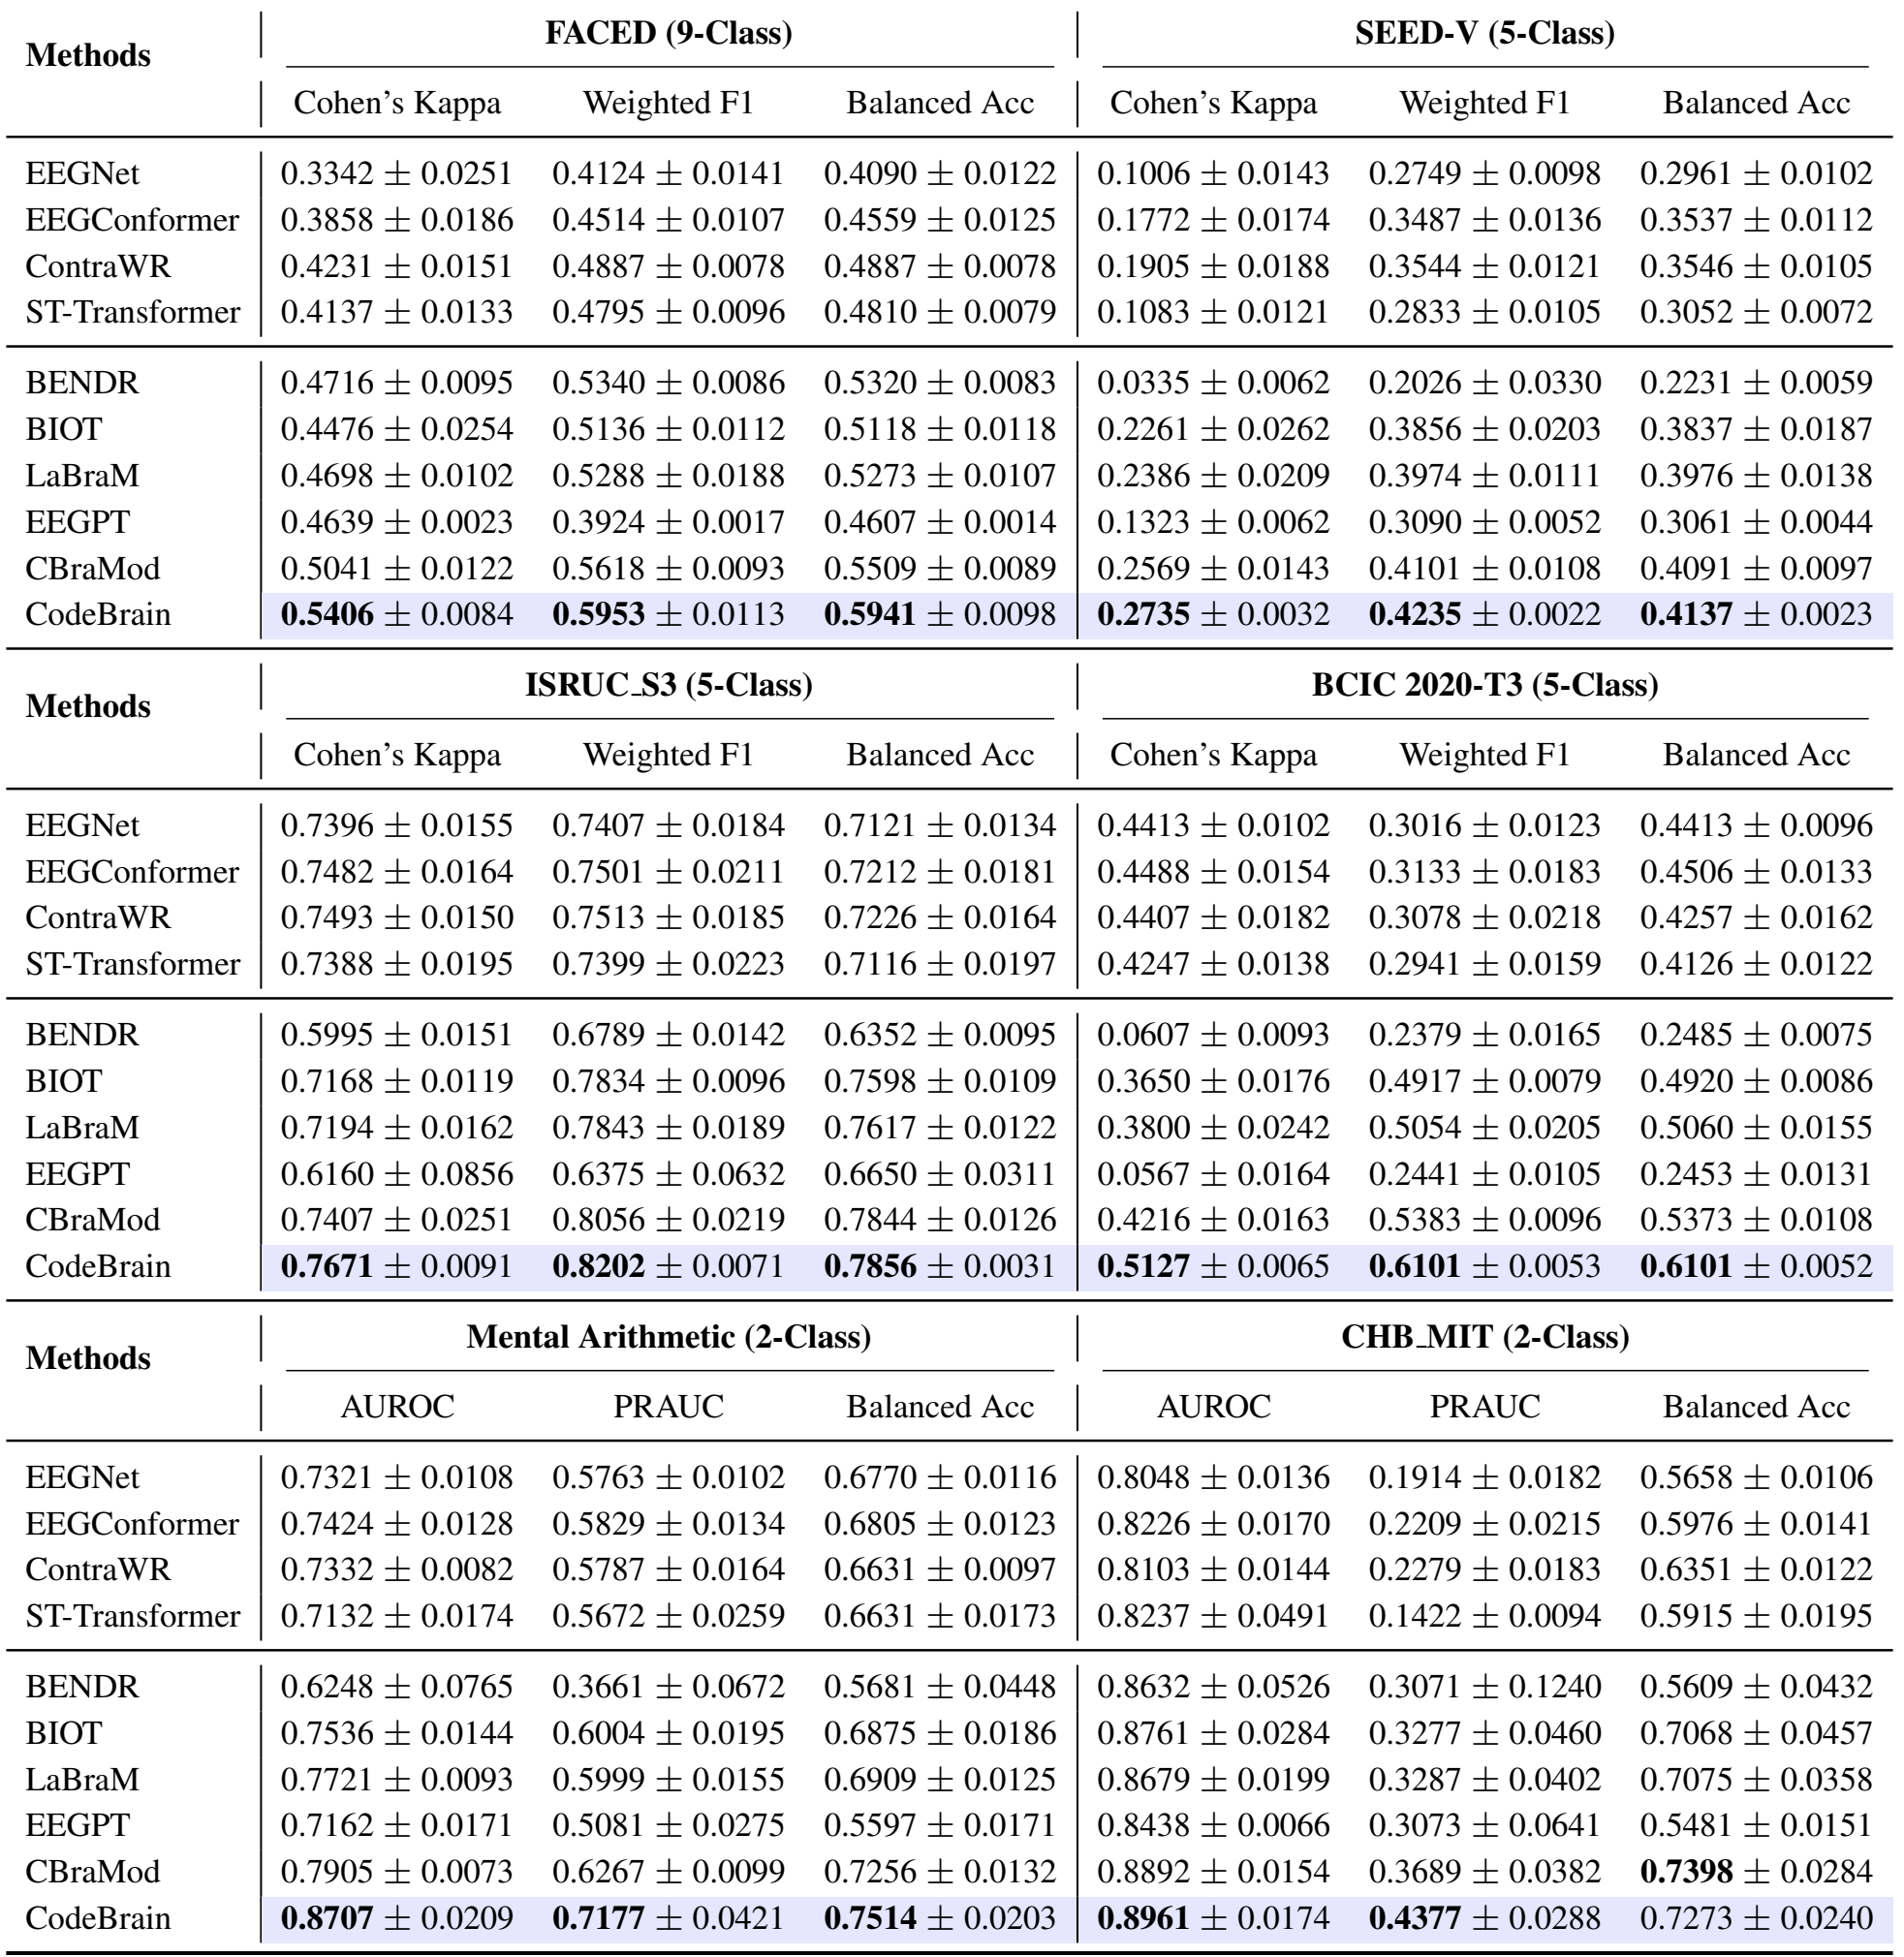 Methods FACED (9-Class) SEED-V (5-Class)
Cohen's Kappa Weighted F1 Balanced Acc Cohen's Kappa Weighted F1 Balanced Acc
EEGNet 0.3342 ± 0.0251 0.4124 ± 0.0141 0.4090 ± 0.0122 0.1006 ± 0.0143 0.2749 ± 0.0098 0.2961 ± 0.0102
EEGConformer 0.3858 ± 0.0186 0.4514 ± 0.0107 0.4559 ± 0.0125 0.1772 ± 0.0174 0.3487 ± 0.0136 0.3537 ± 0.0112
ContraWR 0.4231 ± 0.0151 0.4887 ± 0.0078 0.4887 ± 0.0078 0.1905 ± 0.0188 0.3544 ± 0.0121 0.3546 ± 0.0105
ST-Transformer 0.4137 ± 0.0133 0.4795 ± 0.0096 0.4810 ± 0.0079 0.1083 ± 0.0121 0.2833 ± 0.0105 0.3052 ± 0.0072
BENDR 0.4716 ± 0.0095 0.5340 ± 0.0086 0.5320 ± 0.0083 0.0335 ± 0.0062 0.2026 ± 0.0330 0.2231 ± 0.0059
BIOT 0.4476 ± 0.0254 0.5136 ± 0.0112 0.5118 ± 0.0118 0.2261 ± 0.0262 0.3856 ± 0.0203 0.3837 ± 0.0187
LaBraM 0.4698 ± 0.0102 0.5288 ± 0.0188 0.5273 ± 0.0107 0.2386 ± 0.0209 0.3974 ± 0.0111 0.3976 ± 0.0138
EEGPT 0.4639 ± 0.0023 0.3924 ± 0.0017 0.4607 ± 0.0014 0.1323 ± 0.0062 0.3090 ± 0.0052 0.3061 ± 0.0044
CBraMod 0.5041 ± 0.0122 0.5618 ± 0.0093 0.5509 ± 0.0089 0.2569 ± 0.0143 0.4101 ± 0.0108 0.4091 ± 0.0097
CodeBrain 0.5406 ± 0.0084 0.5953 ± 0.0113 0.5941 ± 0.0098 0.2735 ± 0.0032 0.4235 ± 0.0022 0.4137 ± 0.0023
Methods ISRUC_S3 (5-Class) BCIC 2020-T3 (5-Class)
Cohen's Kappa Weighted F1 Balanced Acc Cohen's Kappa Weighted F1 Balanced Acc
EEGNet 0.7396 ± 0.0155 0.7407 ± 0.0184 0.7121 ± 0.0134 0.4413 ± 0.0102 0.3016 ± 0.0123 0.4413 ± 0.0096
EEGConformer 0.7482 ± 0.0164 0.7501 ± 0.0211 0.7212 ± 0.0181 0.4488 ± 0.0154 0.3133 ± 0.0183 0.4506 ± 0.0133
ContraWR 0.7493 ± 0.0150 0.7513 ± 0.0185 0.7226 ± 0.0164 0.4407 ± 0.0182 0.3078 ± 0.0218 0.4257 ± 0.0162
ST-Transformer 0.7388 ± 0.0195 0.7399 ± 0.0223 0.7116 ± 0.0197 0.4247 ± 0.0138 0.2941 ± 0.0159 0.4126 ± 0.0122
BENDR 0.5995 ± 0.0151 0.6789 ± 0.0142 0.6352 ± 0.0095 0.0607 ± 0.0093 0.2379 ± 0.0165 0.2485 ± 0.0075
BIOT 0.7168 ± 0.0119 0.7834 ± 0.0096 0.7598 ± 0.0109 0.3650 ± 0.0176 0.4917 ± 0.0079 0.4920 ± 0.0086
LaBraM 0.7194 ± 0.0162 0.7843 ± 0.0189 0.7617 ± 0.0122 0.3800 ± 0.0242 0.5054 ± 0.0205 0.5060 ± 0.0155
EEGPT 0.6160 ± 0.0856 0.6375 ± 0.0632 0.6650 ± 0.0311 0.0567 ± 0.0164 0.2441 ± 0.0105 0.2453 ± 0.0131
CBraMod 0.7407 ± 0.0251 0.8056 ± 0.0219 0.7844 ± 0.0126 0.4216 ± 0.0163 0.5383 ± 0.0096 0.5373 ± 0.0108
CodeBrain 0.7671 ± 0.0091 0.8202 ± 0.0071 0.7856 ± 0.0031 0.5127 ± 0.0065 0.6101 ± 0.0053 0.6101 ± 0.0052
Methods Mental Arithmetic (2-Class) CHB_MIT (2-Class)
AUROC PRAUC Balanced Acc AUROC PRAUC Balanced Acc
EEGNet 0.7321 ± 0.0108 0.5763 ± 0.0102 0.6770 ± 0.0116 0.8048 ± 0.0136 0.1914 ± 0.0182 0.5658 ± 0.0106
EEGConformer 0.7424 ± 0.0128 0.5829 ± 0.0134 0.6805 ± 0.0123 0.8226 ± 0.0170 0.2209 ± 0.0215 0.5976 ± 0.0141
ContraWR 0.7332 ± 0.0082 0.5787 ± 0.0164 0.6631 ± 0.0097 0.8103 ± 0.0144 0.2279 ± 0.0183 0.6351 ± 0.0122
ST-Transformer 0.7132 ± 0.0174 0.5672 ± 0.0259 0.6631 ± 0.0173 0.8237 ± 0.0491 0.1422 ± 0.0094 0.5915 ± 0.0195
BENDR 0.6248 ± 0.0765 0.3661 ± 0.0672 0.5681 ± 0.0448 0.8632 ± 0.0526 0.3071 ± 0.1240 0.5609 ± 0.0432
BIOT 0.7536 ± 0.0144 0.6004 ± 0.0195 0.6875 ± 0.0186 0.8761 ± 0.0284 0.3277 ± 0.0460 0.7068 ± 0.0457
LaBraM 0.7721 ± 0.0093 0.5999 ± 0.0155 0.6909 ± 0.0125 0.8679 ± 0.0199 0.3287 ± 0.0402 0.7075 ± 0.0358
EEGPT 0.7162 ± 0.0171 0.5081 ± 0.0275 0.5597 ± 0.0171 0.8438 ± 0.0066 0.3073 ± 0.0641 0.5481 ± 0.0151
CBraMod 0.7905 ± 0.0073 0.6267 ± 0.0099 0.7256 ± 0.0132 0.8892 ± 0.0154 0.3689 ± 0.0382 0.7398 ± 0.0284
CodeBrain 0.8707 ± 0.0209 0.7177 ± 0.0421 0.7514 ± 0.0203 0.8961 ± 0.0174 0.4377 ± 0.0288 0.7273 ± 0.0240